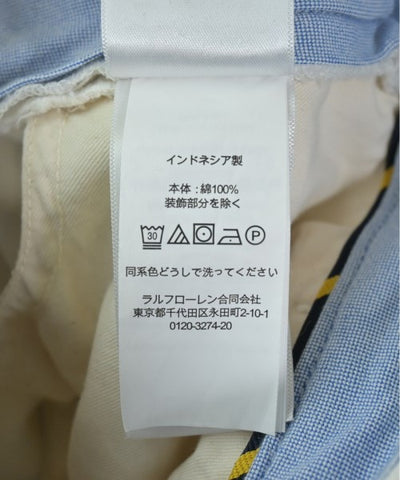 インドネシア製
本体：綿100%
装飾部分を除く
30 P
同系色どうしで洗ってください
ラルフローレン合同会社
東京都千代田区永田町2-10-1
0120-3274-20